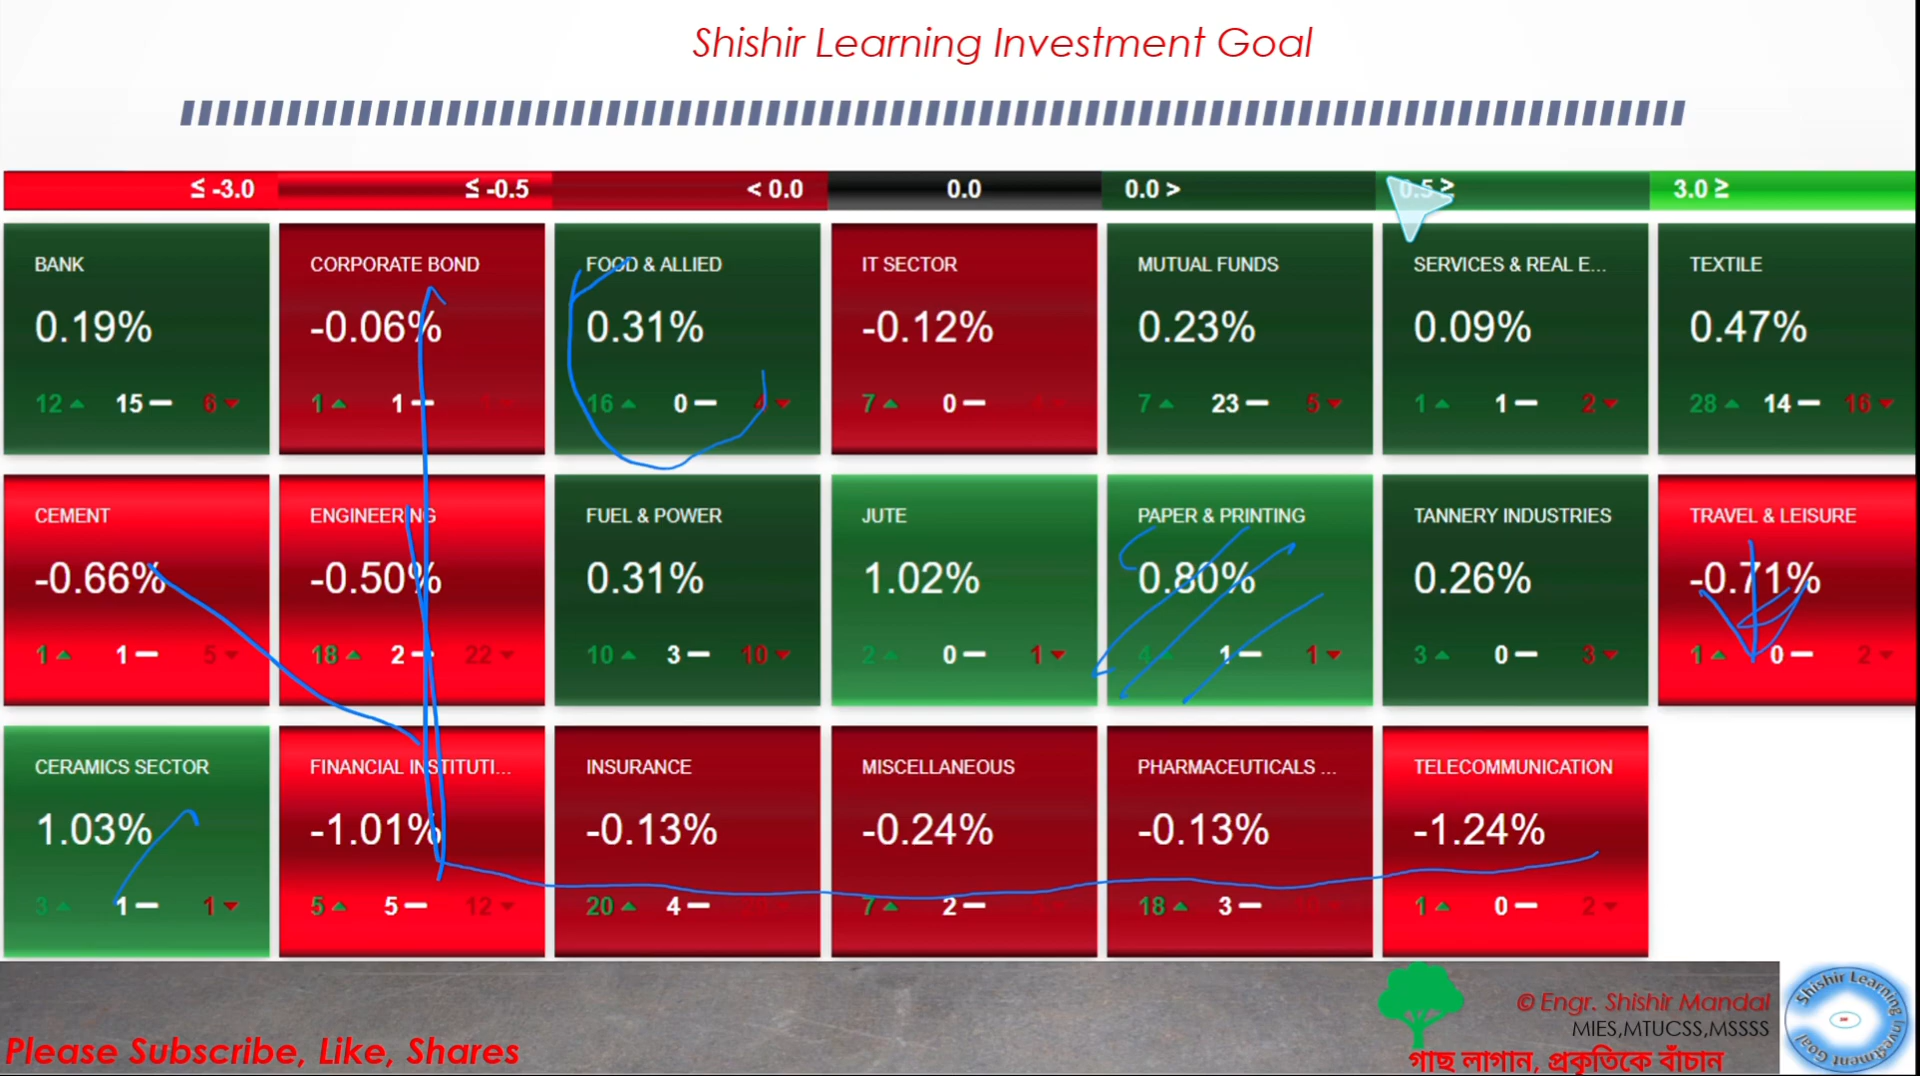 Shishir Learning Investment Goal
≤ -3.0 ≤ -0.5 < 0.0 0.0 0.0 > 0.5 ≥ 3.0 ≥
BANK CORPORATE BOND FOOD & ALLIED IT SECTOR MUTUAL FUNDS SERVICES & REAL E... TEXTILE
0.19% -0.06% 0.31% -0.12% 0.23% 0.09% 0.47%
12 ▲ 15 — 6 ▼ 1 ▲ 1 — 16 ▲ 0 — 4 ▼ 7 ▲ 0 — 7 ▲ 23 — 5 ▼ 1 ▲ 1 — 2 ▼ 28 ▲ 14 — 16 ▼
CEMENT ENGINEERING FUEL & POWER JUTE PAPER & PRINTING TANNERY INDUSTRIES TRAVEL & LEISURE
-0.66% -0.50% 0.31% 1.02% 0.80% 0.26% -0.71%
1 ▲ 1 — 5 ▼ 18 ▲ 2 — 22 ▼ 10 ▲ 3 — 10 ▼ 2 ▲ 0 — 1 ▼ 4 ▲ 1 — 1 ▼ 3 ▲ 0 — 3 ▼ 1 ▲ 0 — 2 ▼
CERAMICS SECTOR FINANCIAL INSTITUTI... INSURANCE MISCELLANEOUS PHARMACEUTICALS ... TELECOMMUNICATION
1.03% -1.01% -0.13% -0.24% -0.13% -1.24%
3 ▲ 1 — 1 ▼ 5 ▲ 5 — 12 ▼ 20 ▲ 4 — 7 ▲ 2 — 18 ▲ 3 — 1 ▲ 0 — 2 ▼
© Engr. Shishir Mandal
MIES,MTUCSS,MSSSS
Please Subscribe, Like, Shares
গাছ লাগান, প্রকৃতিকে বাঁচান
Shishir Learning Investment Goal